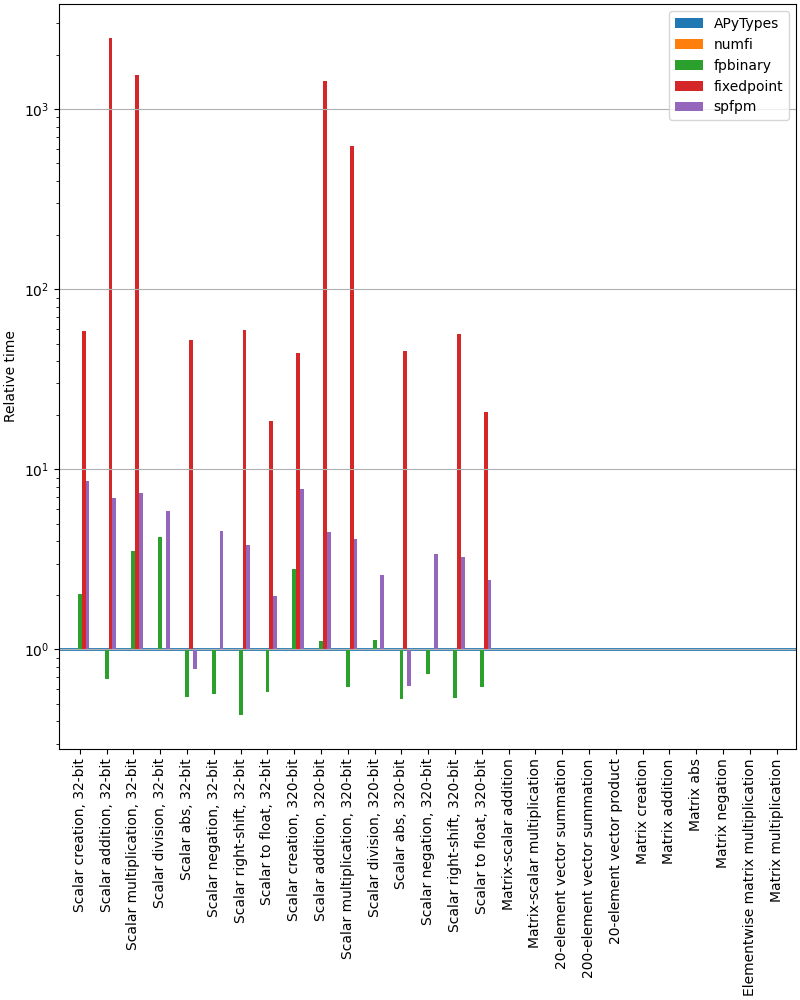 APyTypes
numfi
fpbinary
fixedpoint
spfpm
Relative time
10³
10²
10¹
10⁰
Scalar creation, 32-bit
Scalar addition, 32-bit
Scalar multiplication, 32-bit
Scalar division, 32-bit
Scalar abs, 32-bit
Scalar negation, 32-bit
Scalar right-shift, 32-bit
Scalar to float, 32-bit
Scalar creation, 320-bit
Scalar addition, 320-bit
Scalar multiplication, 320-bit
Scalar division, 320-bit
Scalar abs, 320-bit
Scalar negation, 320-bit
Scalar right-shift, 320-bit
Scalar to float, 320-bit
Matrix-scalar addition
Matrix-scalar multiplication
20-element vector summation
200-element vector summation
20-element vector product
Matrix creation
Matrix addition
Matrix abs
Matrix negation
Elementwise matrix multiplication
Matrix multiplication